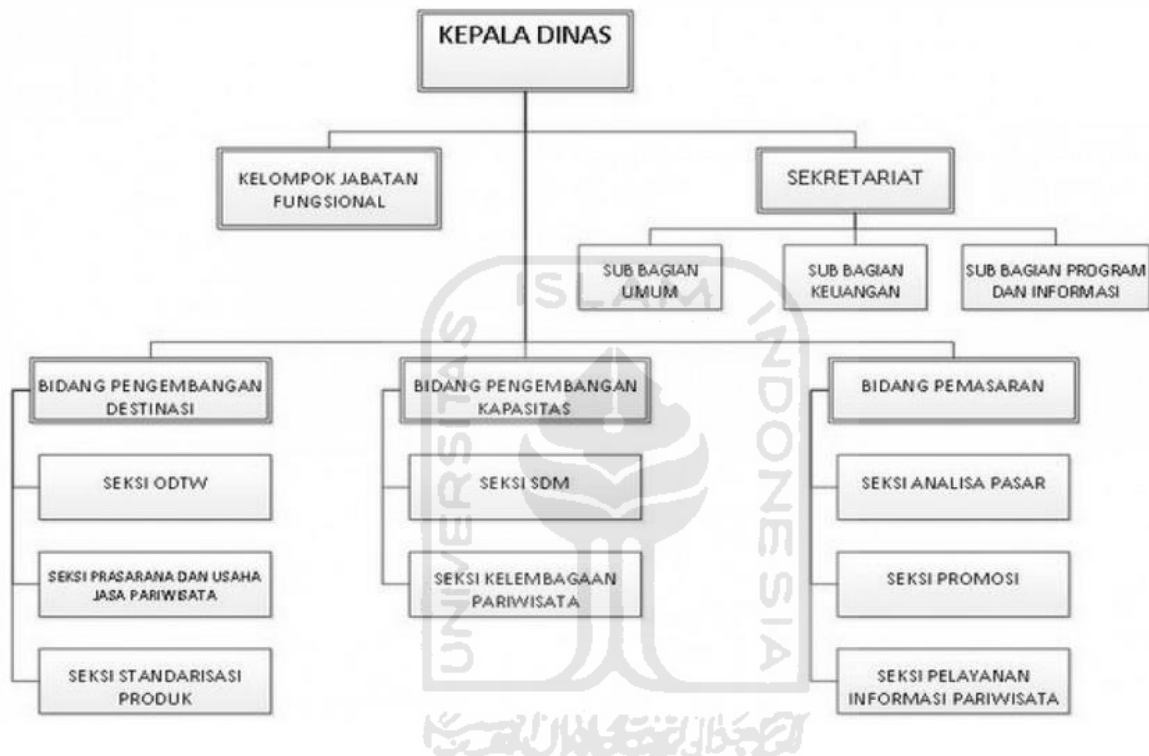 KEPALA DINAS
KELOMPOK JABATAN
FUNGSIONAL
SEKRETARIAT
SUB BAGIAN
UMUM
SUB BAGIAN
KEUANGAN
SUB BAGIAN PROGRAM
DAN INFORMASI
BIDANG PENGEMBANGAN
DESTINASI
SEKSI ODTW
SEKSI PRASARANA DAN USAHA
JASA PARIWISATA
SEKSI STANDARISASI
PRODUK
BIDANG PENGEMBANGAN
KAPASITAS
SEKSI SDM
SEKSI KELEMBAGAAN
PARIWISATA
BIDANG PEMASARAN
SEKSI ANALISA PASAR
SEKSI PROMOSI
SEKSI PELAYANAN
INFORMASI PARIWISATA
UNIVERSITAS
ISLAM
INDONESIA